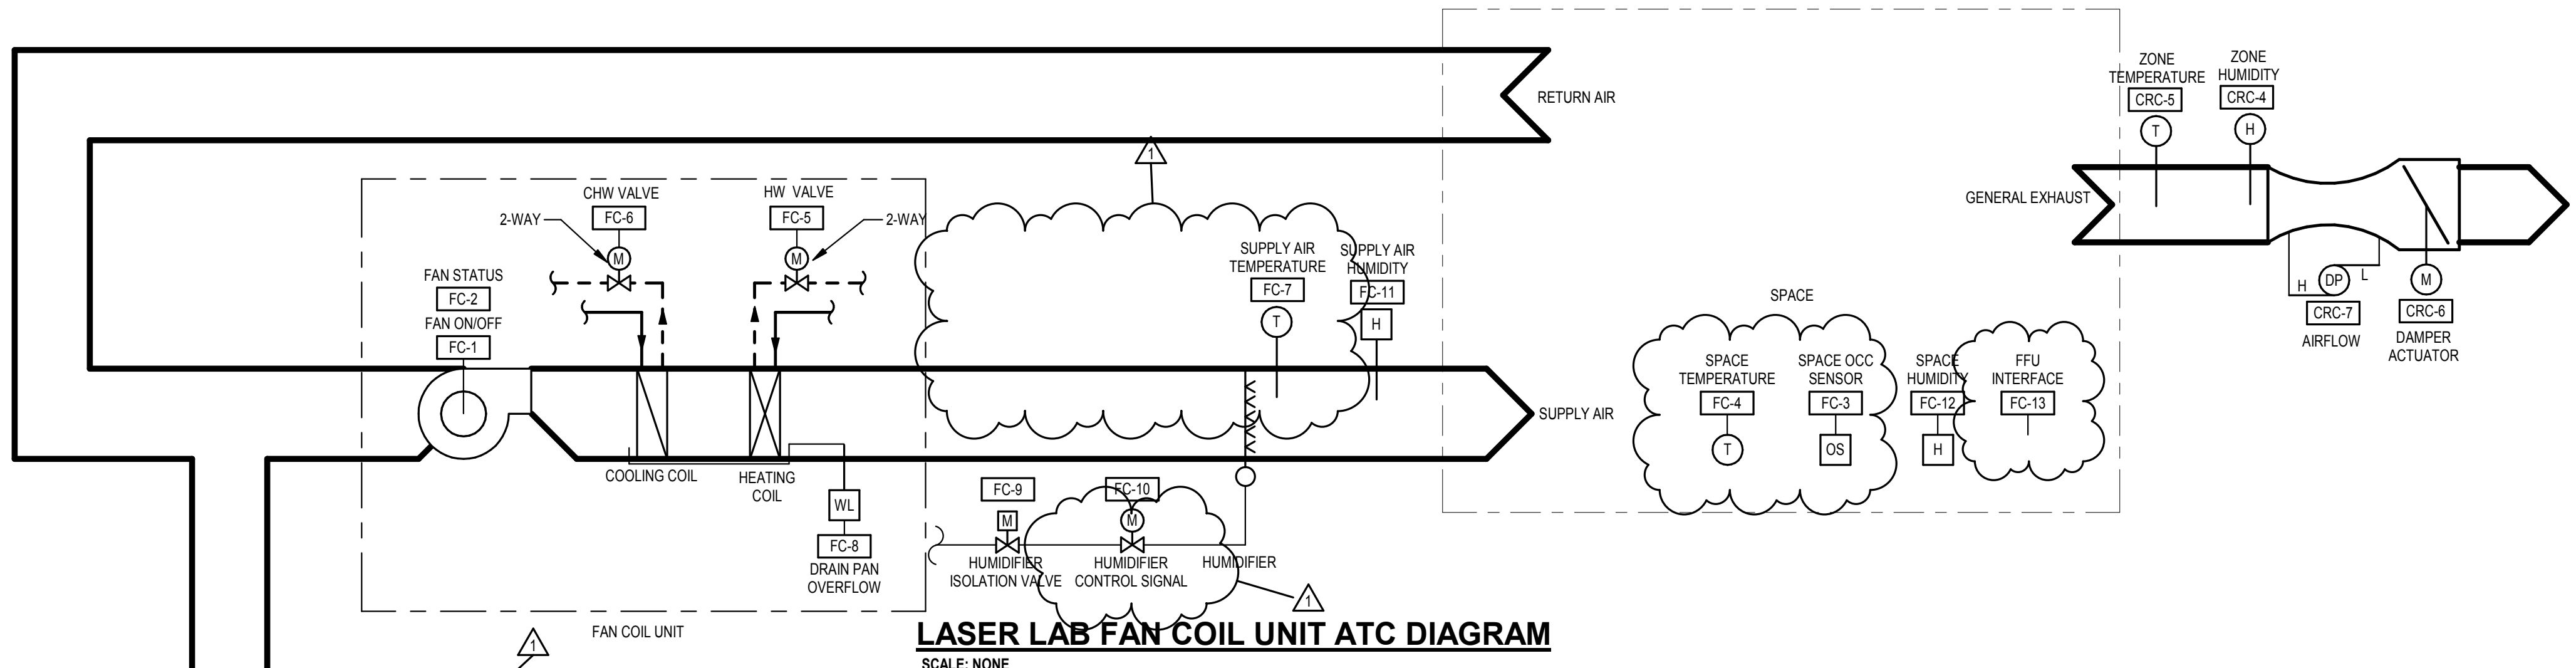 RETURN AIR
1
ZONE
TEMPERATURE
CRC-5
T
ZONE
HUMIDITY
CRC-4
H
GENERAL EXHAUST
H
DP
L
CRC-7
AIRFLOW
M
CRC-6
DAMPER
ACTUATOR
CHW VALVE
FC-6
2-WAY
M
HW VALVE
FC-5
2-WAY
M
FAN STATUS
FC-2
FAN ON/OFF
FC-1
SUPPLY AIR
TEMPERATURE
FC-7
T
SUPPLY AIR
HUMIDITY
FC-11
H
SUPPLY AIR
SPACE
SPACE
TEMPERATURE
FC-4
T
SPACE OCC
SENSOR
FC-3
OS
SPACE
HUMIDITY
FC-12
H
FFU
INTERFACE
FC-13
COOLING COIL
HEATING
COIL
WL
FC-8
DRAIN PAN
OVERFLOW
FC-9
M
HUMIDIFIER
ISOLATION VALVE
FC-10
M
HUMIDIFIER
CONTROL SIGNAL
HUMIDIFIER
1
FAN COIL UNIT
1
LASER LAB FAN COIL UNIT ATC DIAGRAM
SCALE: NONE